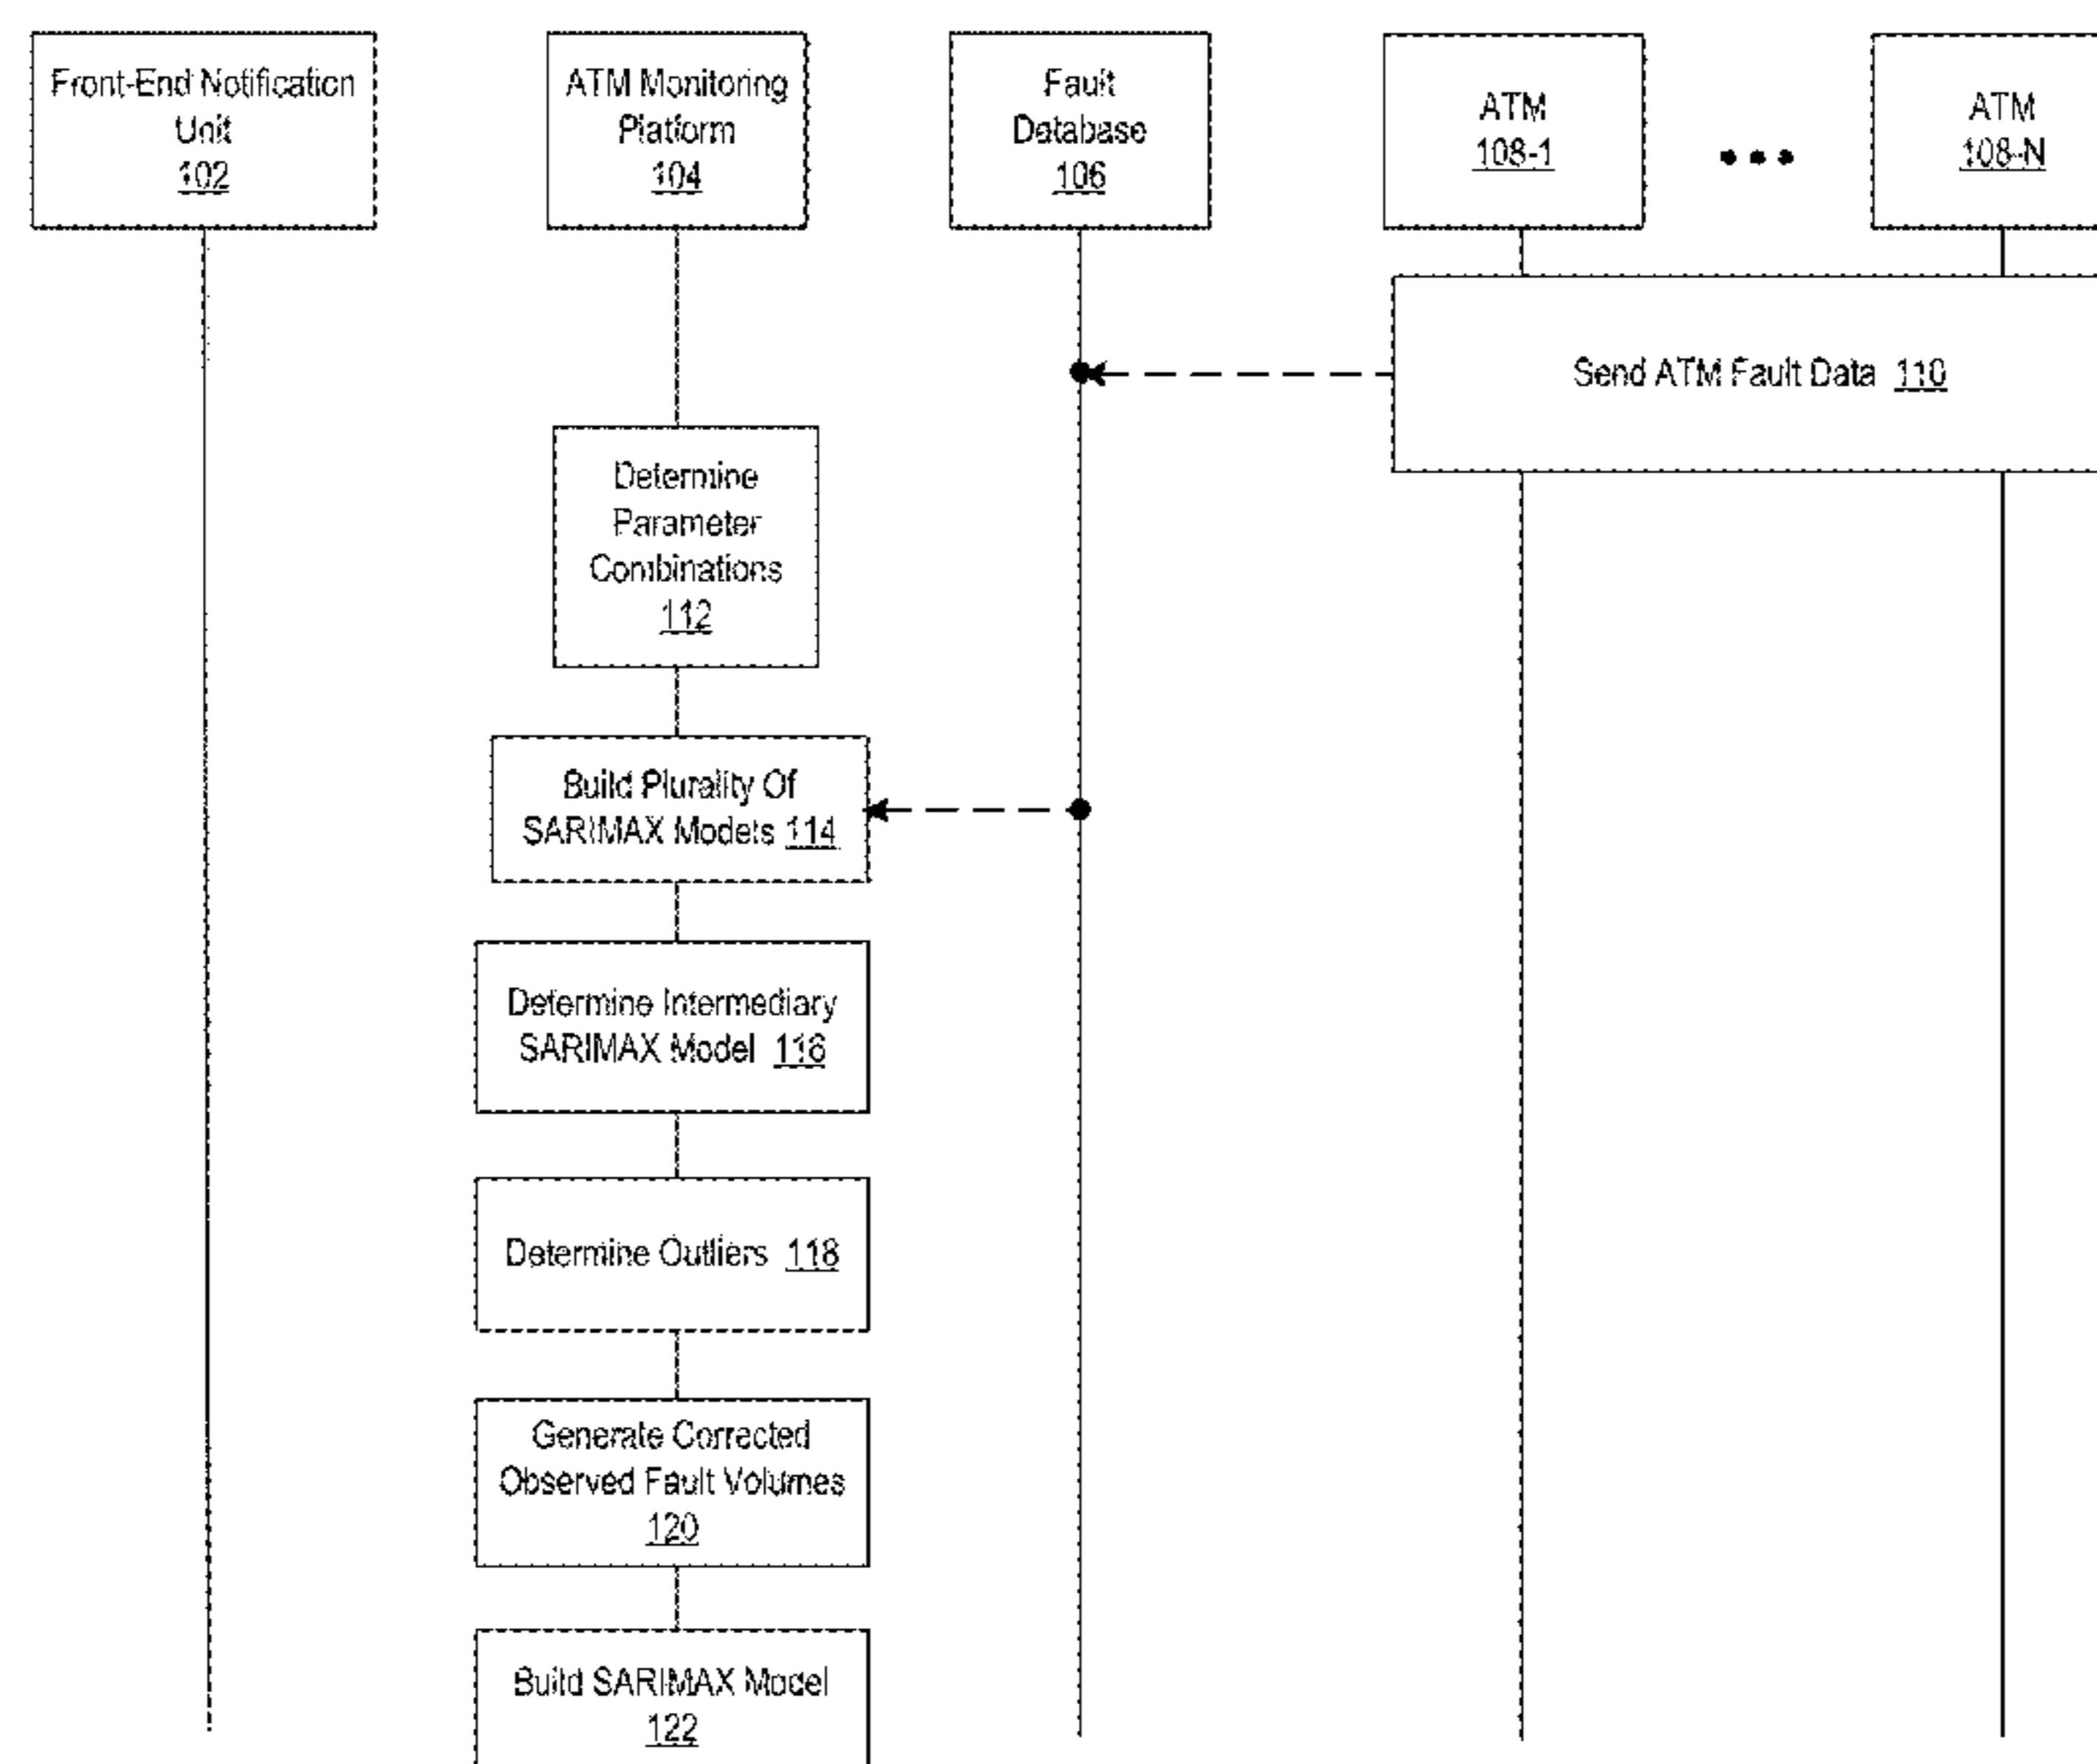 Front-End Notification
Unit
102
ATM Monitoring
Platform
104
Fault
Database
106
ATM
108-1
ATM
108-N
Send ATM Fault Data 110
Determine
Parameter
Combinations
112
Build Plurality Of
SARIMAX Models 114
Determine Intermediary
SARIMAX Model 116
Determine Outliers 118
Generate Corrected
Observed Fault Volumes
120
Build SARIMAX Model
122